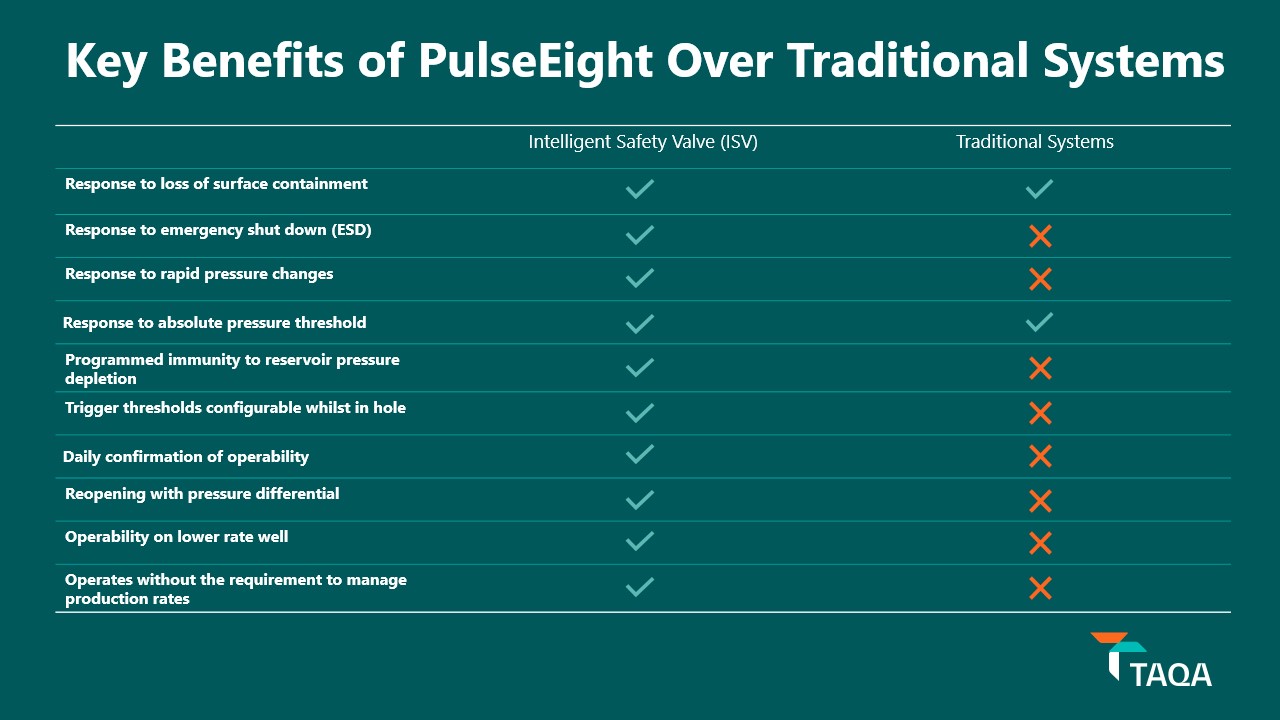 Key Benefits of PulseEight Over Traditional Systems
Intelligent Safety Valve (ISV)
Traditional Systems
Response to loss of surface containment
Response to emergency shut down (ESD)
Response to rapid pressure changes
Response to absolute pressure threshold
Programmed immunity to reservoir pressure
depletion
Trigger thresholds configurable whilst in hole
Daily confirmation of operability
Reopening with pressure differential
Operability on lower rate well
Operates without the requirement to manage
production rates
TAQA